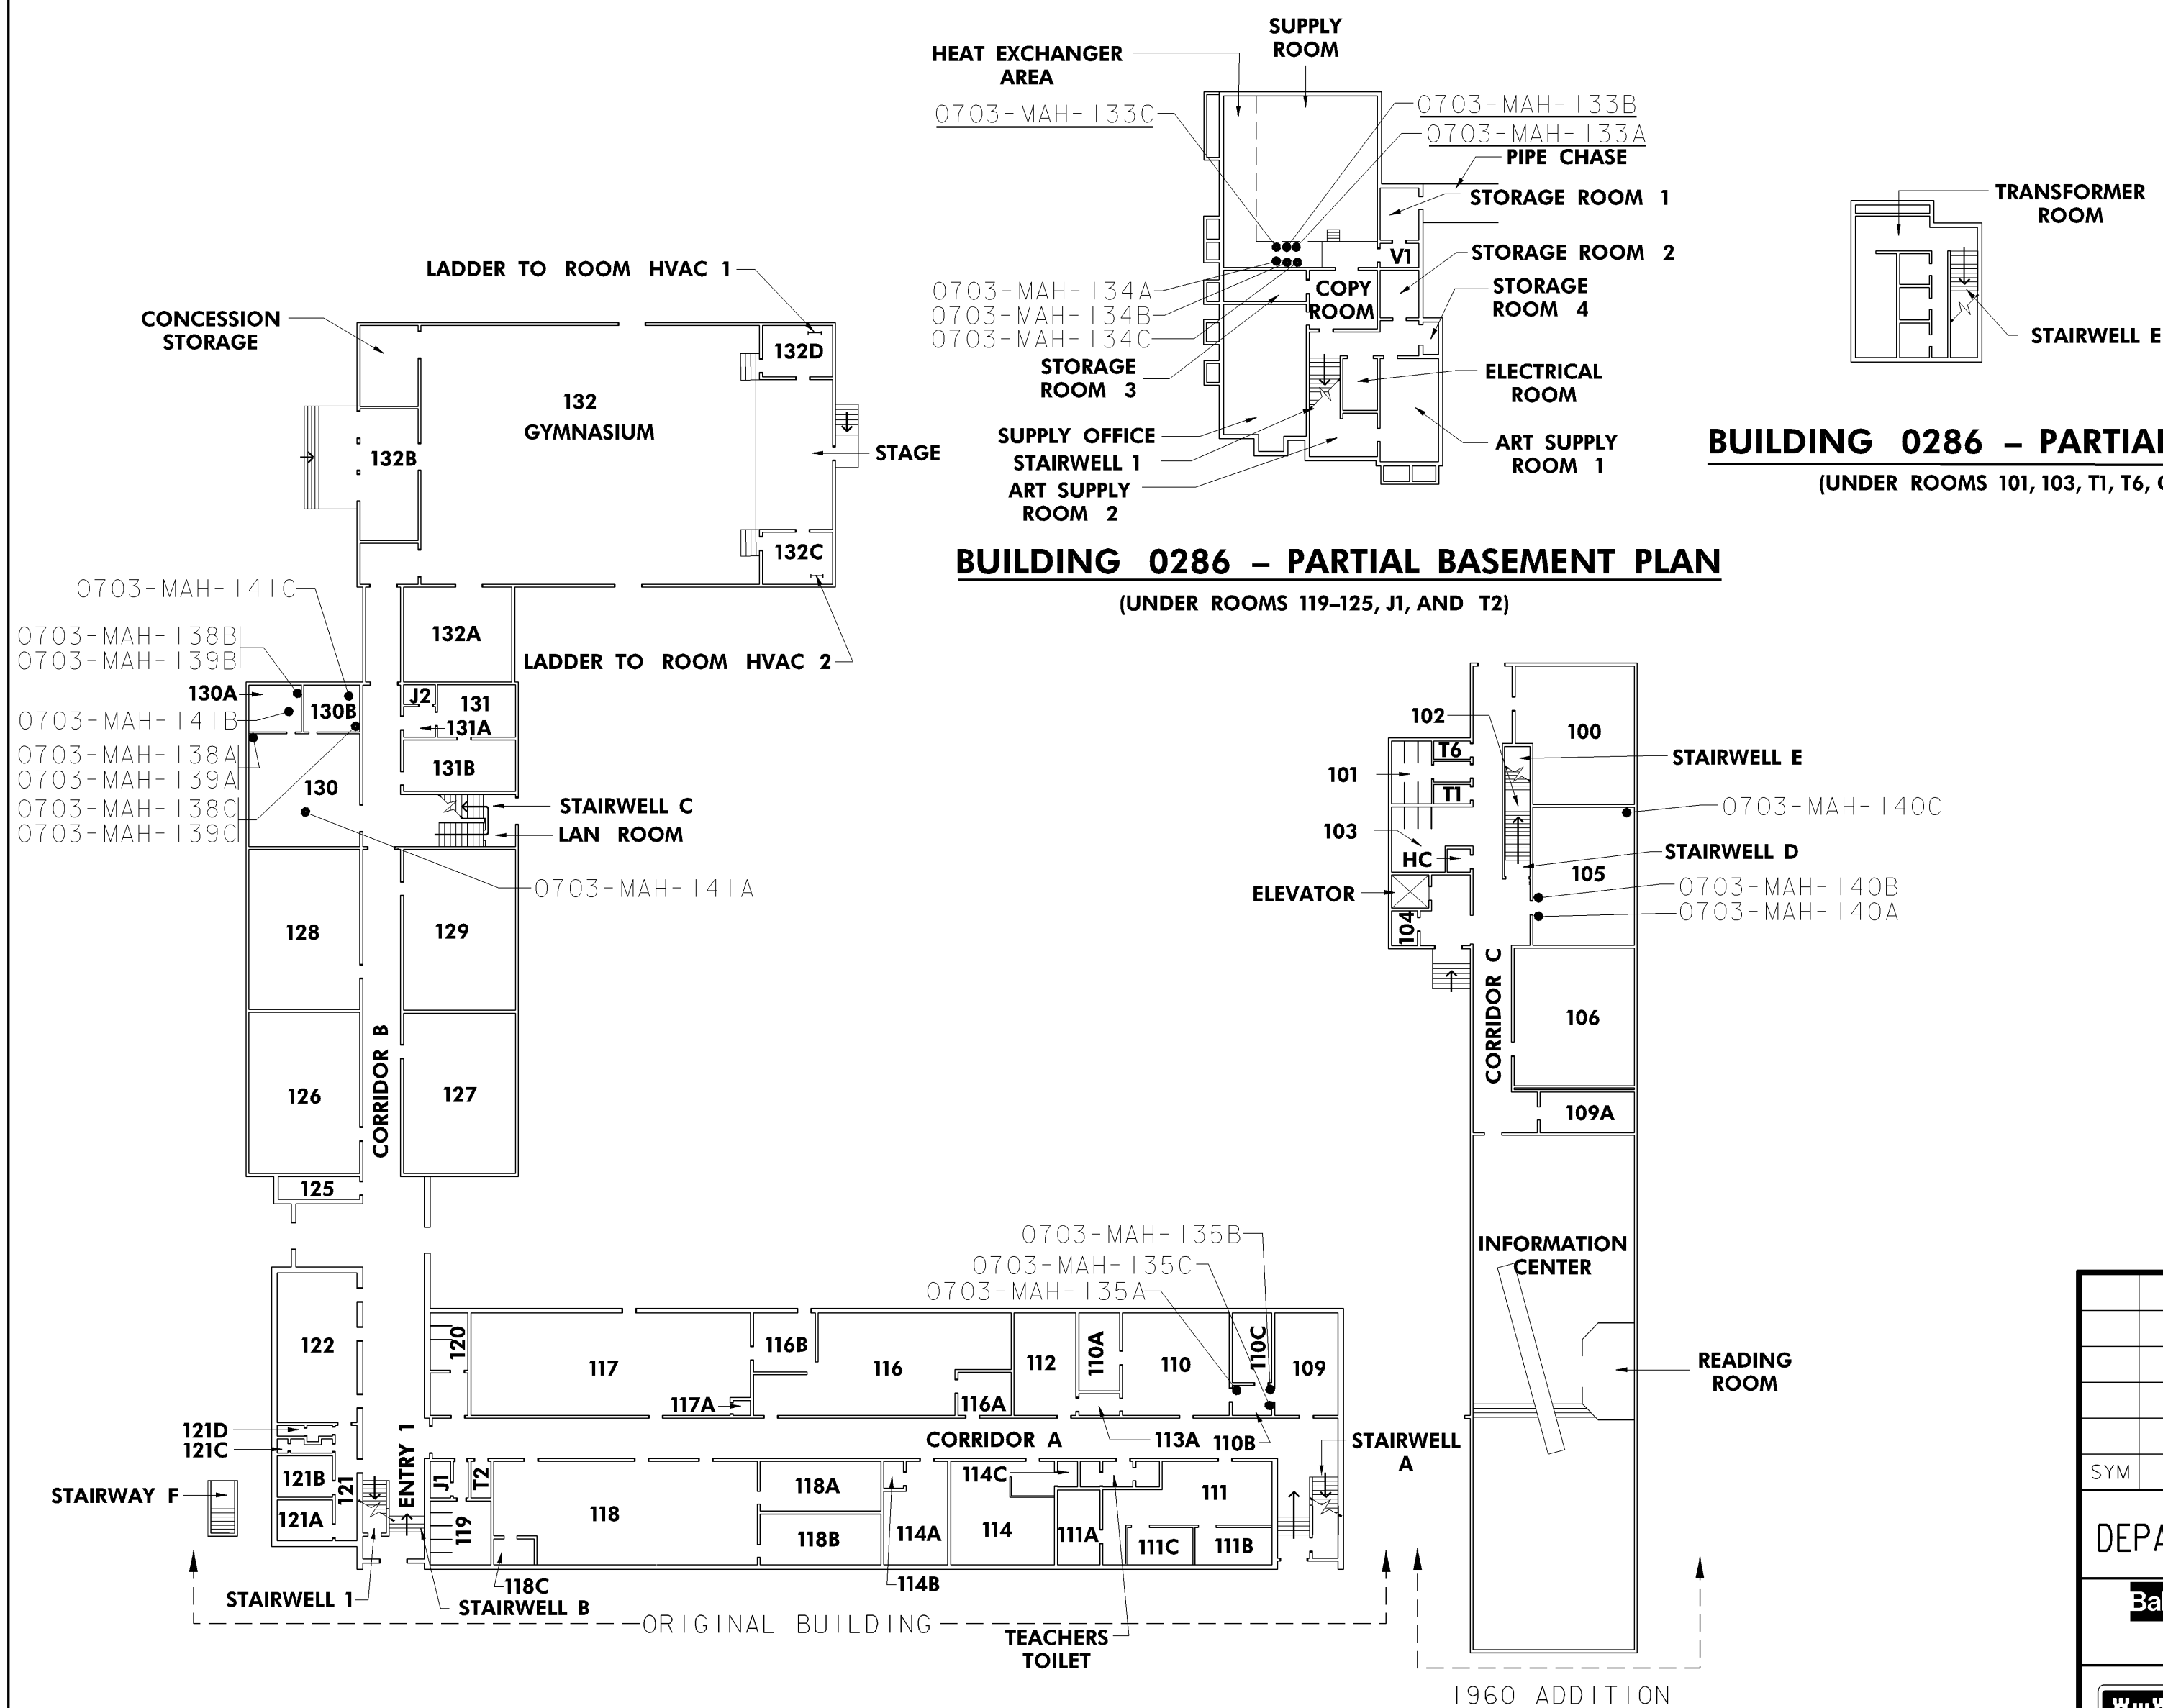 SUPPLY
ROOM
HEAT EXCHANGER
AREA
0703-MAH-133C
0703-MAH-133B
0703-MAH-133A
PIPE CHASE
STORAGE ROOM 1
V1
STORAGE ROOM 2
COPY
ROOM
STORAGE
ROOM 4
0703-MAH-134A
0703-MAH-134B
0703-MAH-134C
STORAGE
ROOM 3
ELECTRICAL
ROOM
SUPPLY OFFICE
STAIRWELL 1
ART SUPPLY
ROOM 2
ART SUPPLY
ROOM 1
BUILDING 0286 – PARTIAL BASEMENT PLAN
(UNDER ROOMS 119–125, J1, AND T2)
TRANSFORMER
ROOM
STAIRWELL E
BUILDING 0286 – PARTIAL
(UNDER ROOMS 101, 103, T1, T6,
LADDER TO ROOM HVAC 1
CONCESSION
STORAGE
132D
132
GYMNASIUM
132B
STAGE
132C
0703-MAH-141C
0703-MAH-138B
0703-MAH-139B
132A
LADDER TO ROOM HVAC 2
130A
130B
J2
131
131A
0703-MAH-141B
0703-MAH-138A
0703-MAH-139A
131B
130
0703-MAH-138C
0703-MAH-139C
STAIRWELL C
LAN ROOM
0703-MAH-141A
128
129
126
127
CORRIDOR B
125
102
100
T6
STAIRWELL E
101
T1
0703-MAH-140C
103
HC
STAIRWELL D
105
ELEVATOR
0703-MAH-140B
0703-MAH-140A
104
CORRIDOR C
106
109A
INFORMATION
CENTER
READING
ROOM
0703-MAH-135B
0703-MAH-135C
0703-MAH-135A
122
120
117
116B
116
112
110A
110
110C
109
117A
116A
121D
121C
CORRIDOR A
113A
110B
STAIRWELL
A
121B
121
ENTRY 1
J1
T2
118A
114C
111
STAIRWAY F
121A
119
118
118B
114A
114
111A
111C
111B
118C
114B
STAIRWELL 1
STAIRWELL B
ORIGINAL BUILDING
TEACHERS
TOILET
1960 ADDITION
SYM
DEPA
Bal